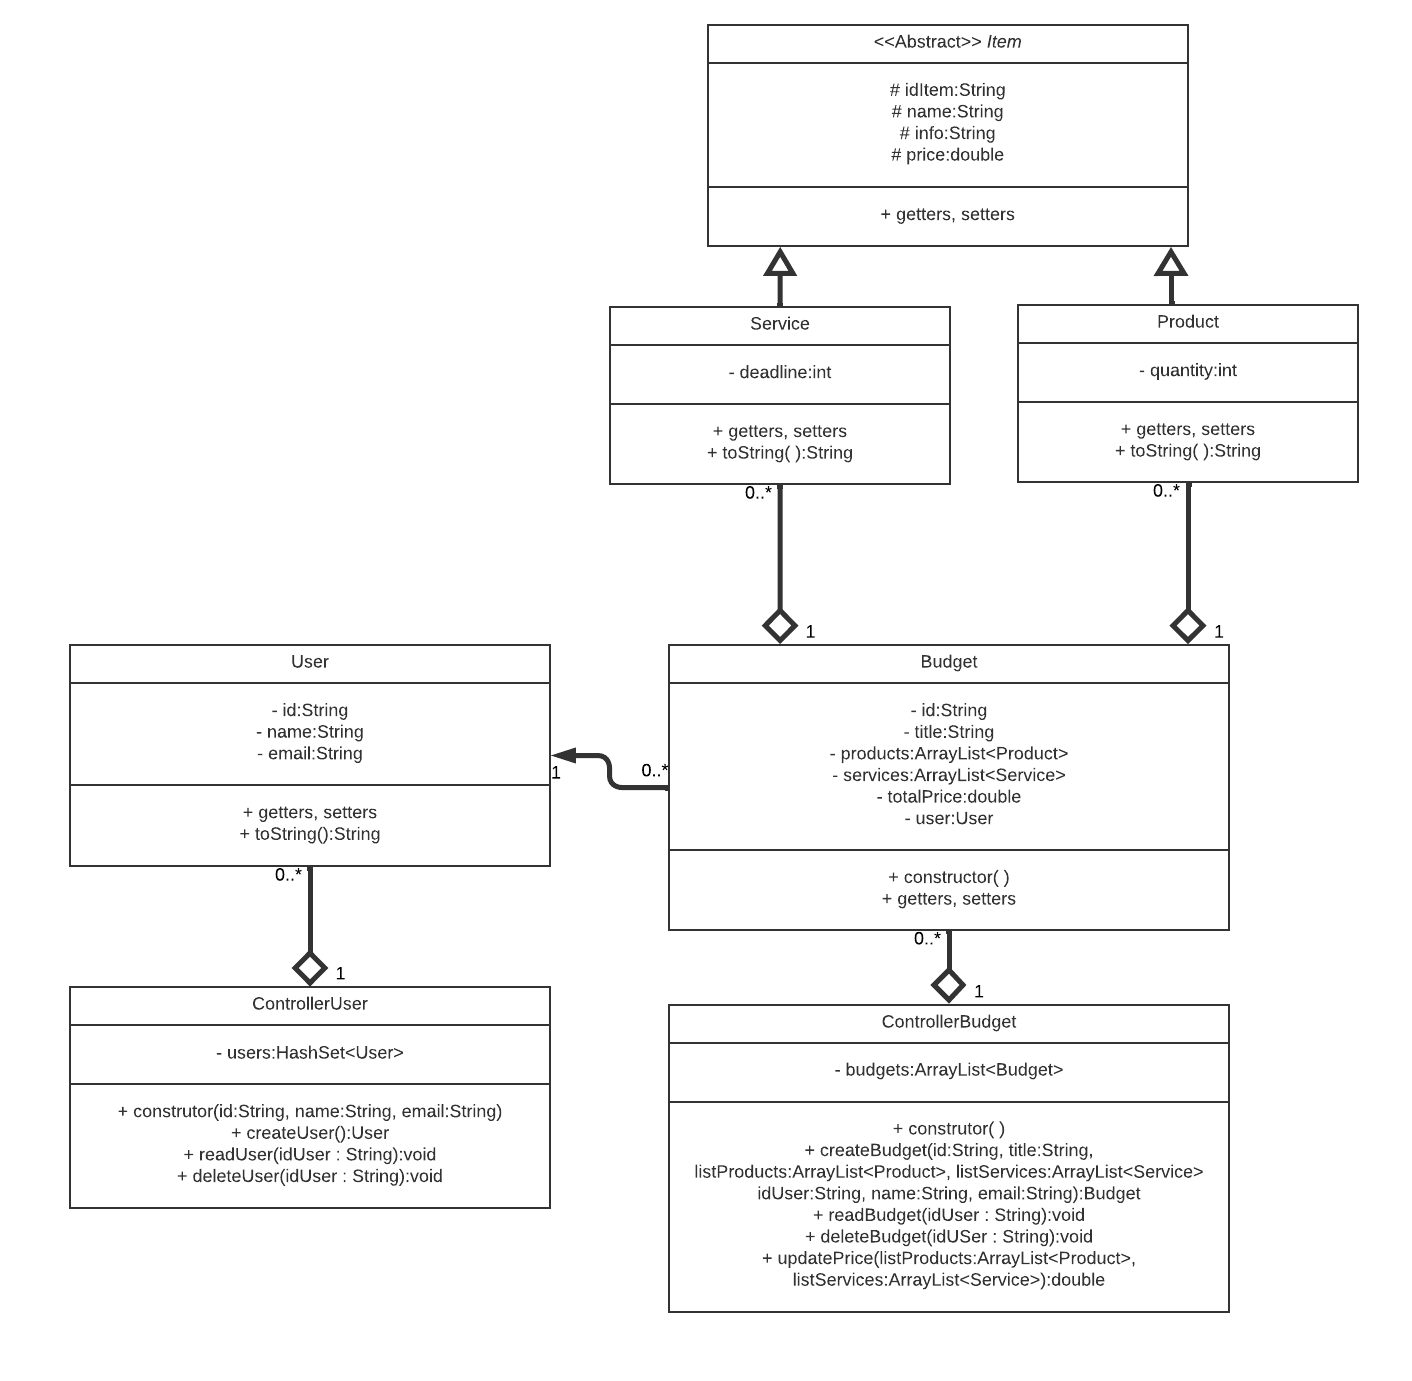 <<Abstract>> Item
# idItem:String
# name:String
# info:String
# price:double
+ getters, setters
Service
- deadline:int
+ getters, setters
+ toString( ):String
0..*
1
Product
- quantity:int
+ getters, setters
+ toString( ):String
0..*
1
User
- id:String
- name:String
- email:String
+ getters, setters
+ toString():String
1
0..*
0..*
1
Budget
- id:String
- title:String
- products:ArrayList<Product>
- services:ArrayList<Service>
- totalPrice:double
- user:User
+ constructor( )
+ getters, setters
0..*
1
ControllerUser
- users:HashSet<User>
+ construtor(id:String, name:String, email:String)
+ createUser():User
+ readUser(idUser : String):void
+ deleteUser(idUser : String):void
ControllerBudget
- budgets:ArrayList<Budget>
+ construtor( )
+ createBudget(id:String, title:String,
listProducts:ArrayList<Product>, listServices:ArrayList<Service>
idUser:String, name:String, email:String):Budget
+ readBudget(idUser : String):void
+ deleteBudget(idUSer : String):void
+ updatePrice(listProducts:ArrayList<Product>,
listServices:ArrayList<Service>):double